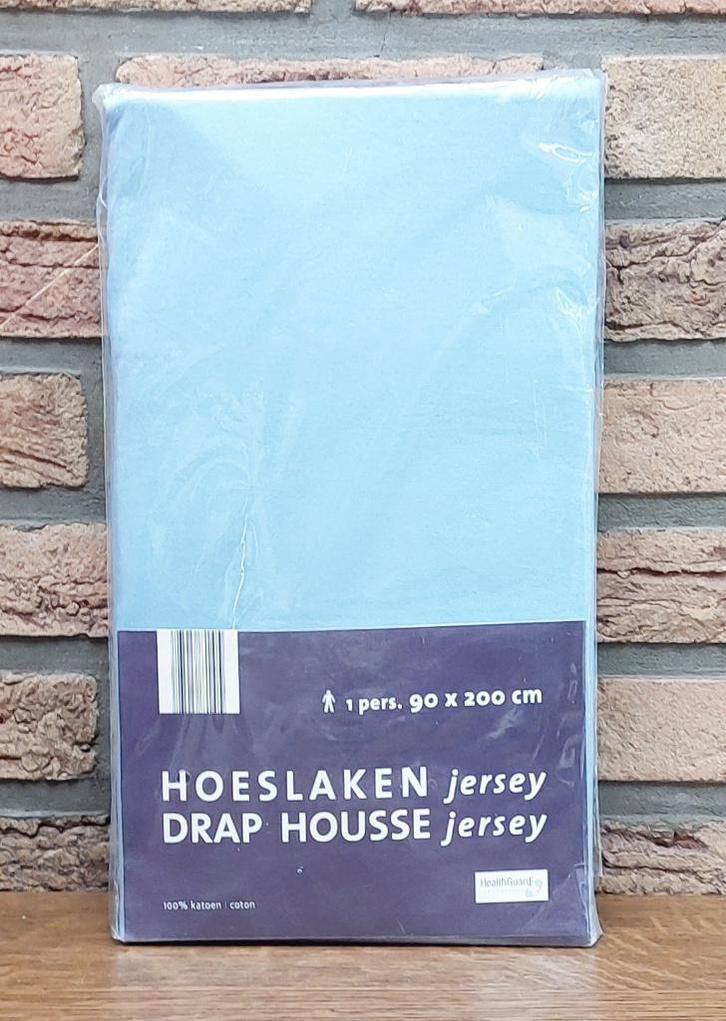 1 pers. 90 x 200 cm
HOESLAKEN jersey
DRAP HOUSSE jersey
HealthGuard
100% katoen | coton